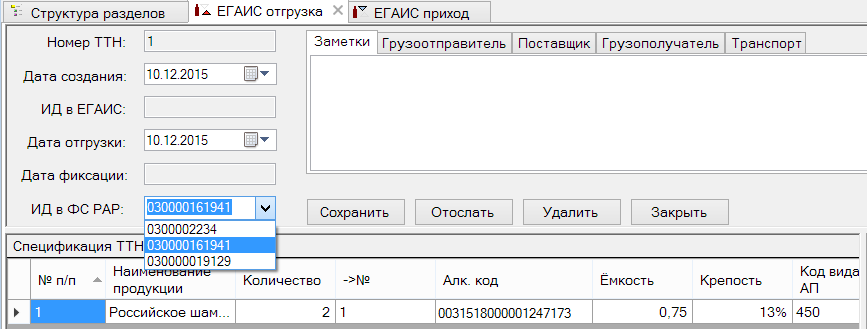 Структура разделов ЕГАИС отгрузка ЕГАИС приход
Номер ТТН: 1
Дата создания: 10.12.2015
ИД в ЕГАИС:
Дата отгрузки: 10.12.2015
Дата фиксации:
ИД в ФС РАР: 030000161941
0300002234
030000161941
030000019129
Заметки Грузоотправитель Поставщик Грузополучатель Транспорт
Сохранить Отослать Удалить Закрыть
Спецификация ТТН
№ п/п Наименование продукции Количество ->№ Алк. код Ёмкость Крепость Код вида АП
1 Российское шам... 2 1 0031518000001247173 0,75 13% 450